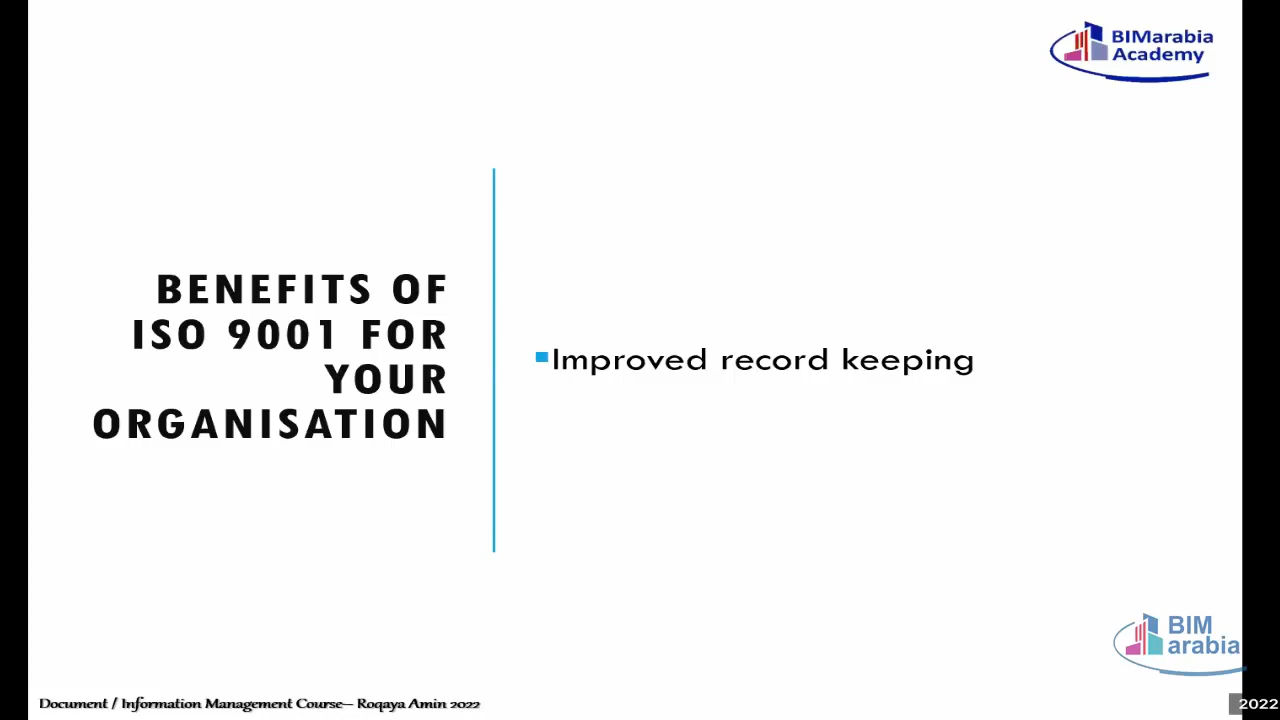 BIMarabia
Academy
BENEFITS OF
ISO 9001 FOR
YOUR
ORGANISATION
Improved record keeping
BIM
arabia
Document / Information Management Course– Roqaya Amin 2022
2022